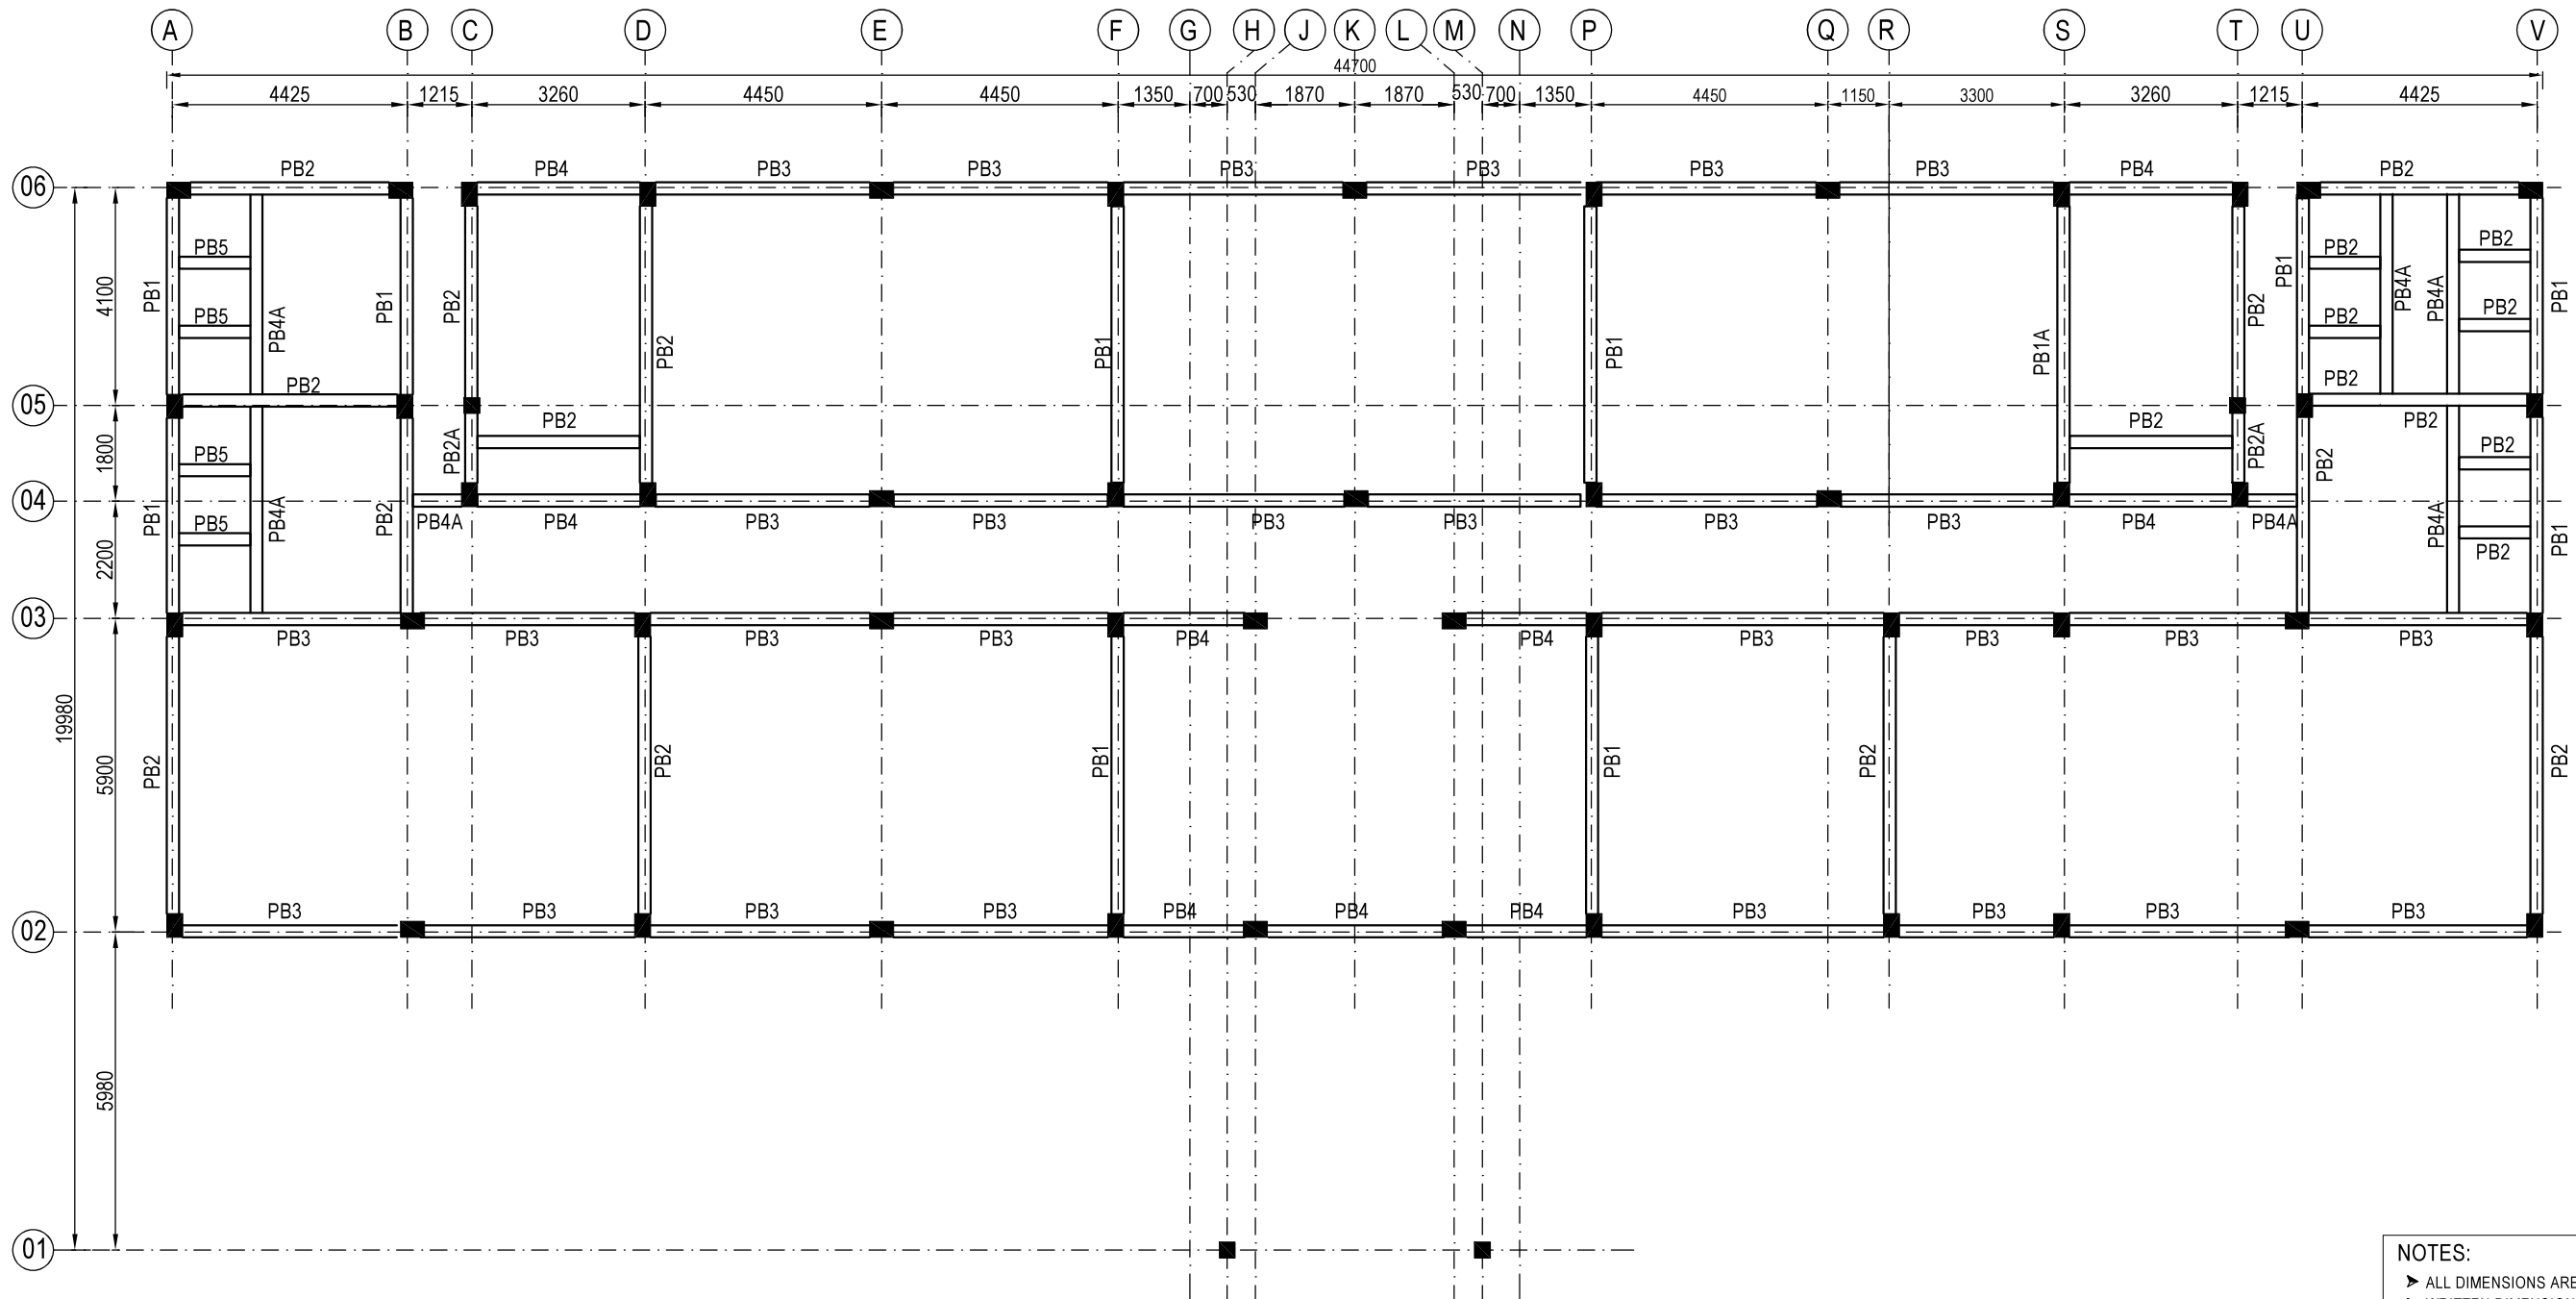 A B C D E F G H J K L M N P Q R S T U V
44700
4425 1215 3260 4450 4450 1350 700 530 1870 1870 530 700 1350 4450 1150 3300 3260 1215 4425
PB2 PB4 PB3 PB3 PB3 PB3 PB3 PB3 PB4 PB2
06
PB5 PB2 PB2
4100 PB1 PB1 PB2 PB2 PB1 PB4A PB4A PB1
PB5 PB4A PB2 PB1 PB1 PB1A PB2 PB2
PB2 PB2
05
1800 PB2A PB2 PB2 PB2A PB2
PB5 PB2 PB2
04
PB5 PB4A PB4 PB3 PB3 PB3 PB3 PB3 PB3 PB4 PB4A
2200 PB1 PB4A PB2 PB4A PB2 PB1
03
PB3 PB3 PB3 PB3 PB4 PB4 PB3 PB3 PB3 PB3
19980
5900 PB2 PB2 PB1 PB1 PB2 PB2
PB3 PB3 PB3 PB3 PB4 PB4 PB4 PB3 PB3 PB3 PB3
02
5980
01
NOTES:
ALL DIMENSIONS ARE